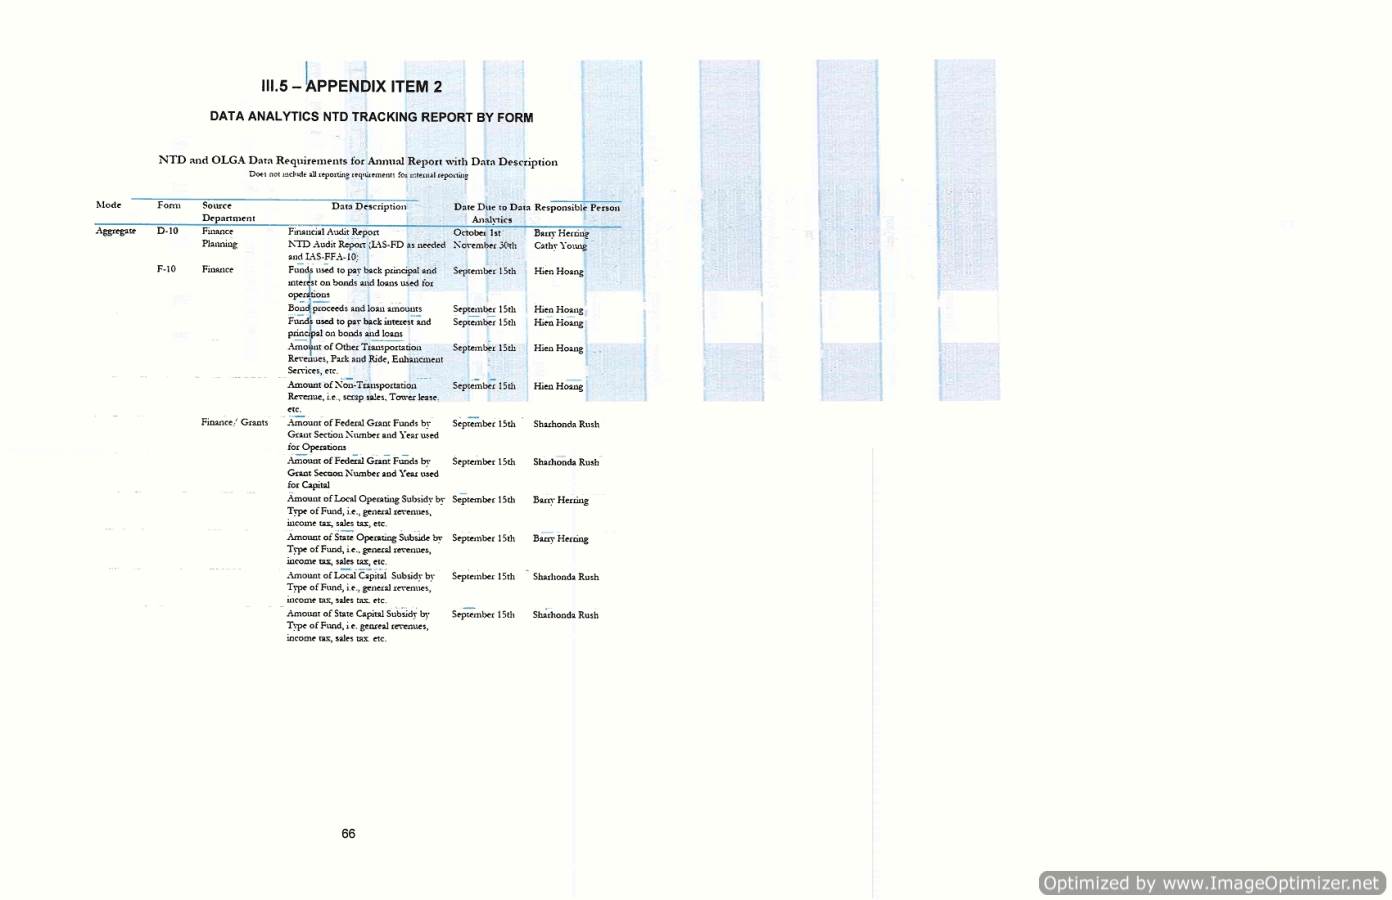 III.5 – APPENDIX ITEM 2
DATA ANALYTICS NTD TRACKING REPORT BY FORM
NTD and OLGA Data Requirements for Annual Report with Data Description
Does not include all reporting requirements for internal reporting
Mode Form Source Data Description Date Due to Data Responsible Person
Department Analytics
Aggregate D-10 Finance Financial Audit Report October 1st Barry Herring
Planning NTD Audit Report (IAS-FD as needed November 30th Cathy Young
and IAS-FFA-10)
F-10 Finance Funds used to pay back principal and September 15th Hien Hoang
interest on bonds and loans used for
operations
Bond proceeds and loan amounts September 15th Hien Hoang
Funds used to pay back interest and September 15th Hien Hoang
principal on bonds and loans
Amount of Other Transportation September 15th Hien Hoang
Revenues, Park and Ride, Enhancment
Services, etc.
Amount of Non-Transportation September 15th Hien Hoang
Revenue, i.e., scrap sales, Tower lease,
etc.
Finance/ Grants Amount of Federal Grant Funds by September 15th Sharhonda Rush
Grant Section Number and Year used
for Operations
Amount of Federal Grant Funds by September 15th Sharhonda Rush
Grant Section Number and Year used
for Capital
Amount of Local Operating Subsidy by September 15th Barry Herring
Type of Fund, i.e., general revenues,
income tax, sales tax, etc.
Amount of State Operating Subside by September 15th Barry Herring
Type of Fund, i.e., general revenues,
income tax, sales tax, etc.
Amount of Local Capital Subsidy by September 15th Sharhonda Rush
Type of Fund, i.e., general revenues,
income tax, sales tax. etc.
Amount of State Capital Subsidy by September 15th Sharhonda Rush
Type of Fund, i.e. genreal revenues,
income tax, sales tax etc.
66
Optimized by www.ImageOptimizer.net